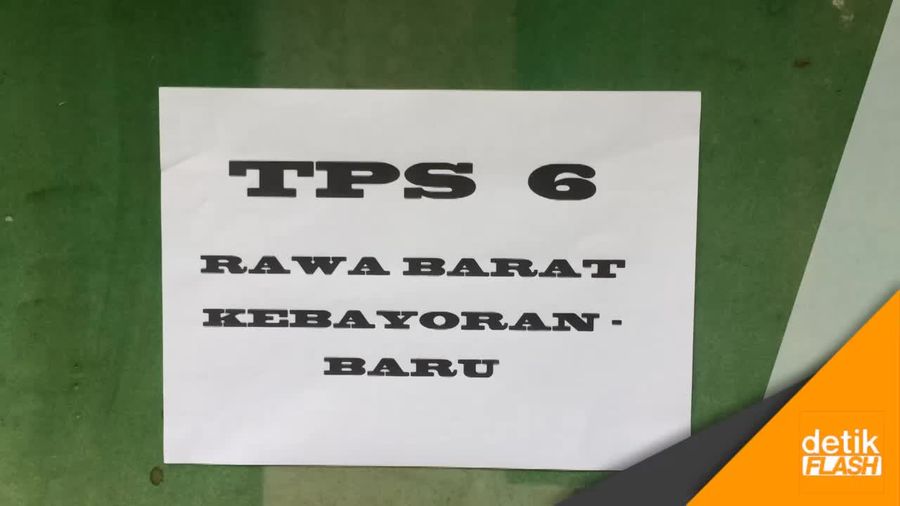 TPS 6
RAWA BARAT
KEBAYORAN -
BARU
detik
FLASH